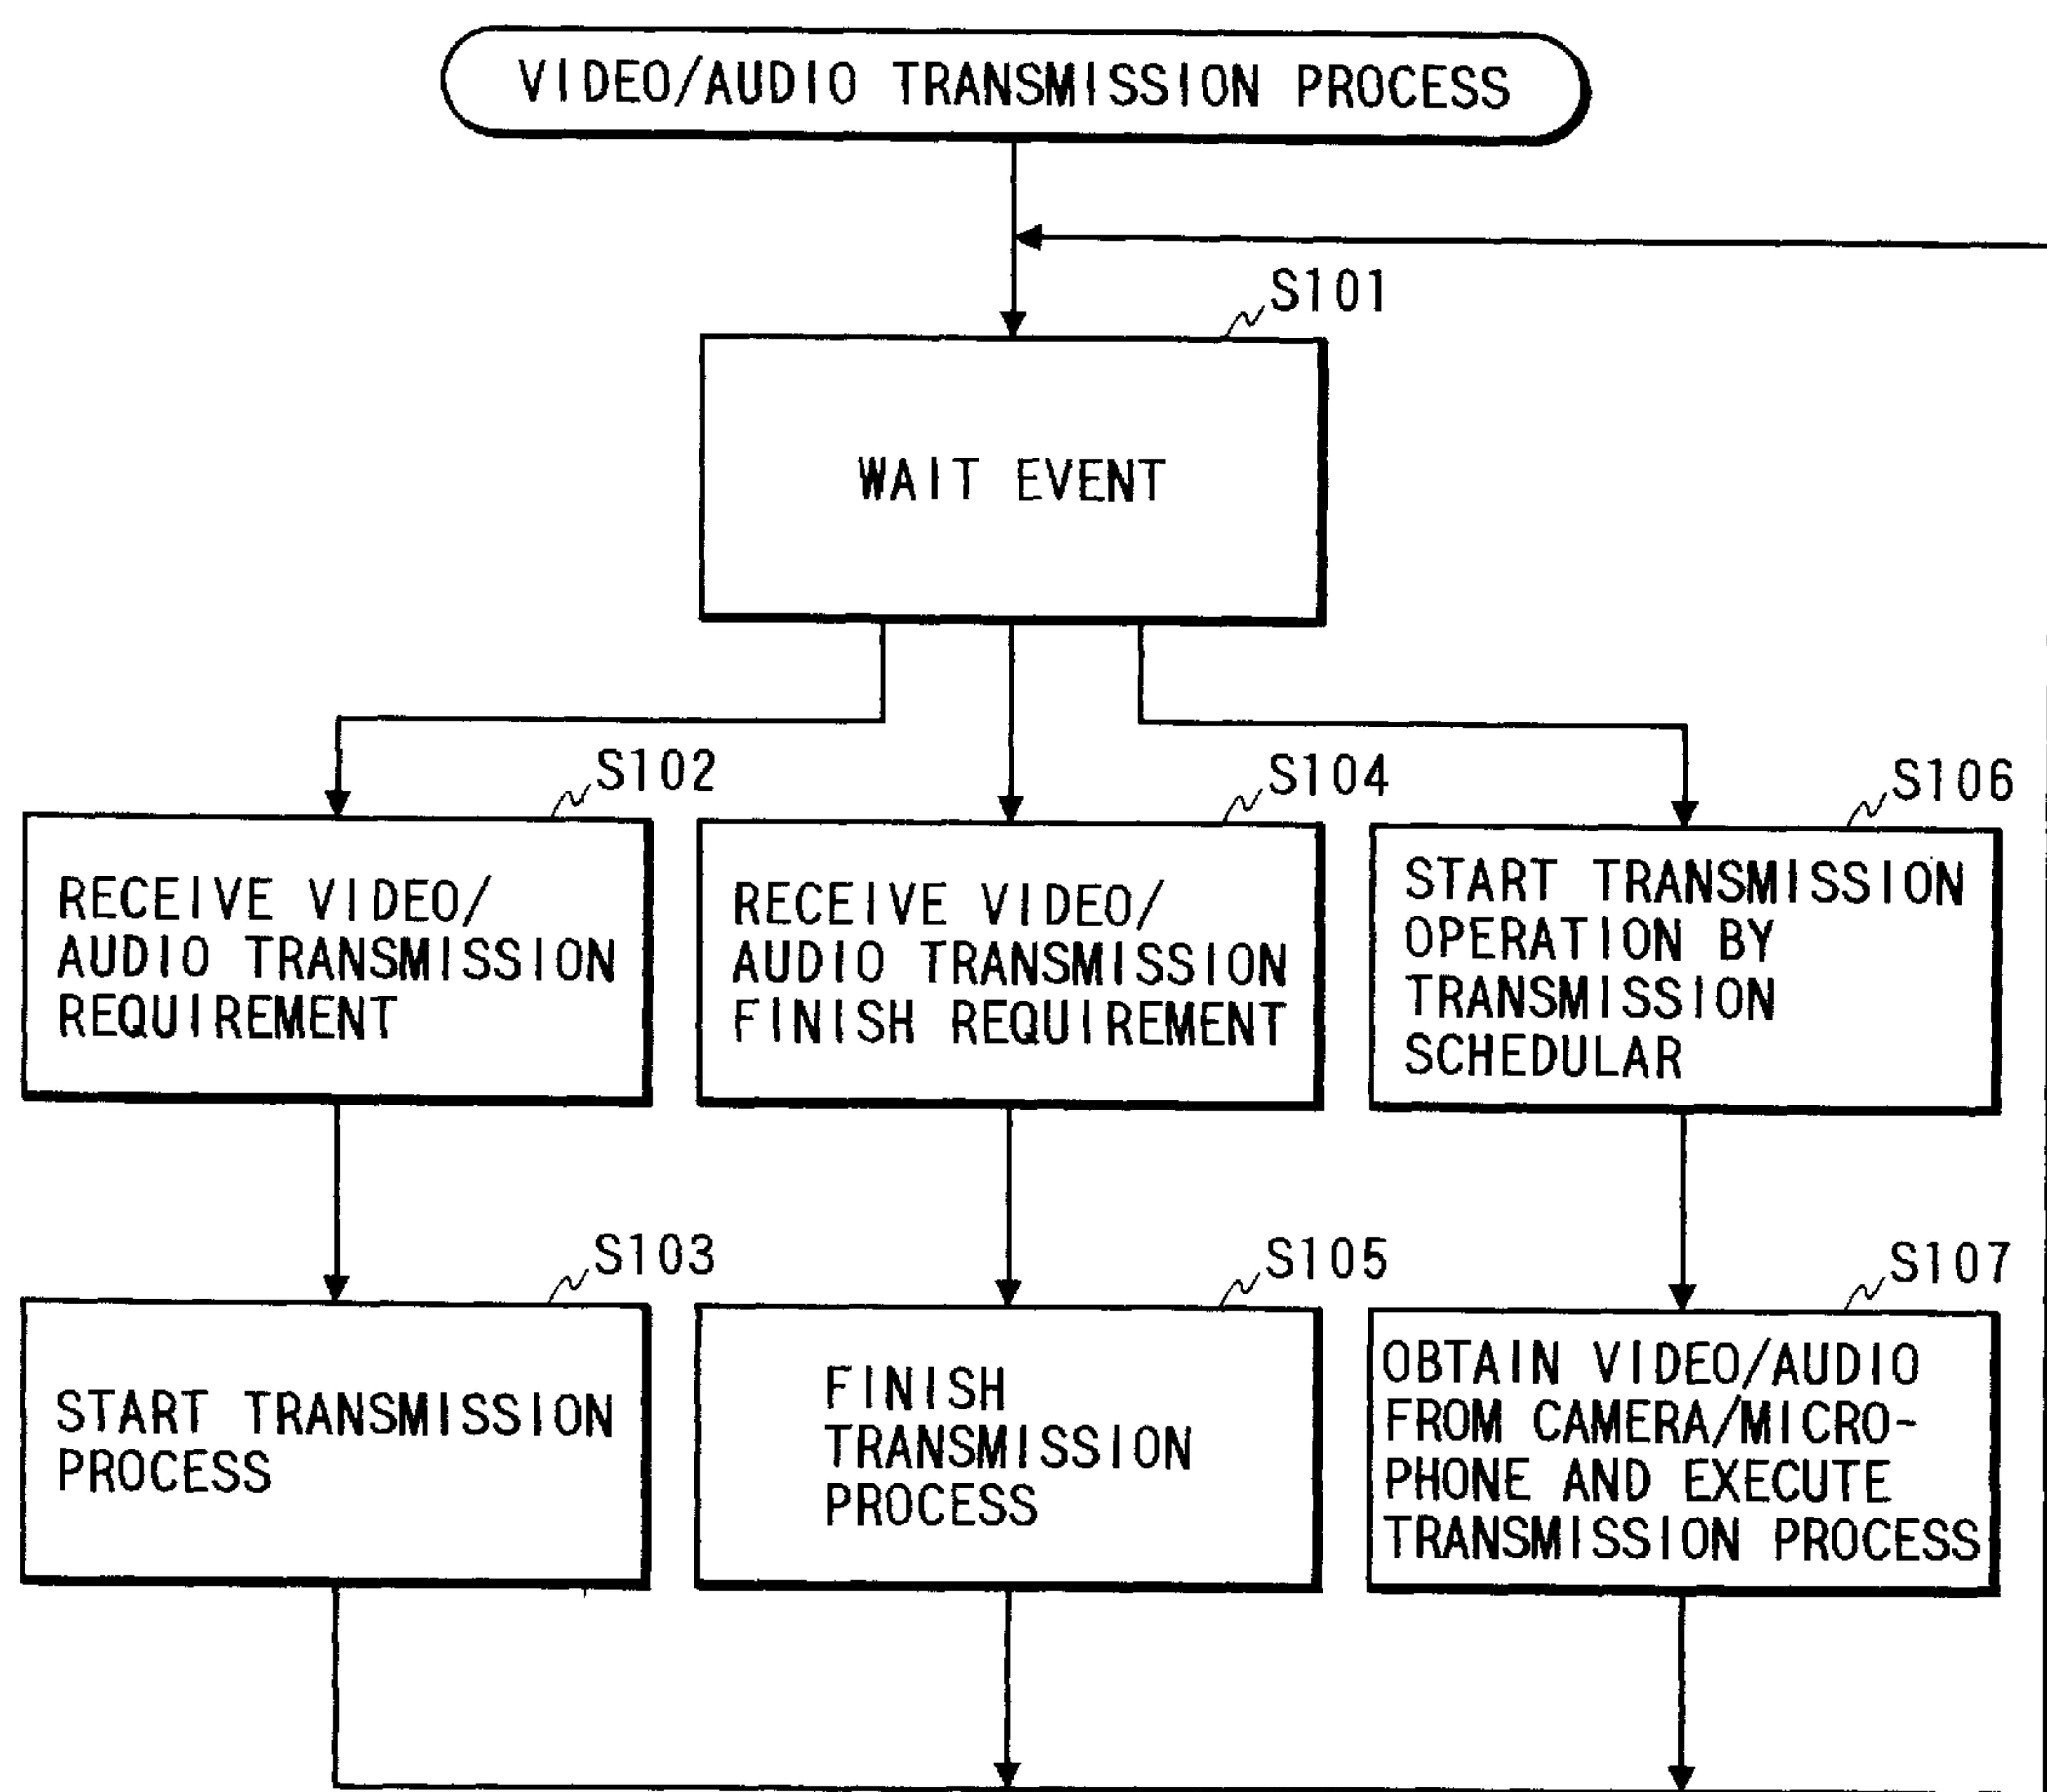 VIDEO/AUDIO TRANSMISSION PROCESS
S101
WAIT EVENT
S102
RECEIVE VIDEO/
AUDIO TRANSMISSION
REQUIREMENT
S104
RECEIVE VIDEO/
AUDIO TRANSMISSION
FINISH REQUIREMENT
S106
START TRANSMISSION
OPERATION BY
TRANSMISSION
SCHEDULAR
S103
START TRANSMISSION
PROCESS
S105
FINISH
TRANSMISSION
PROCESS
S107
OBTAIN VIDEO/AUDIO
FROM CAMERA/MICRO-
PHONE AND EXECUTE
TRANSMISSION PROCESS